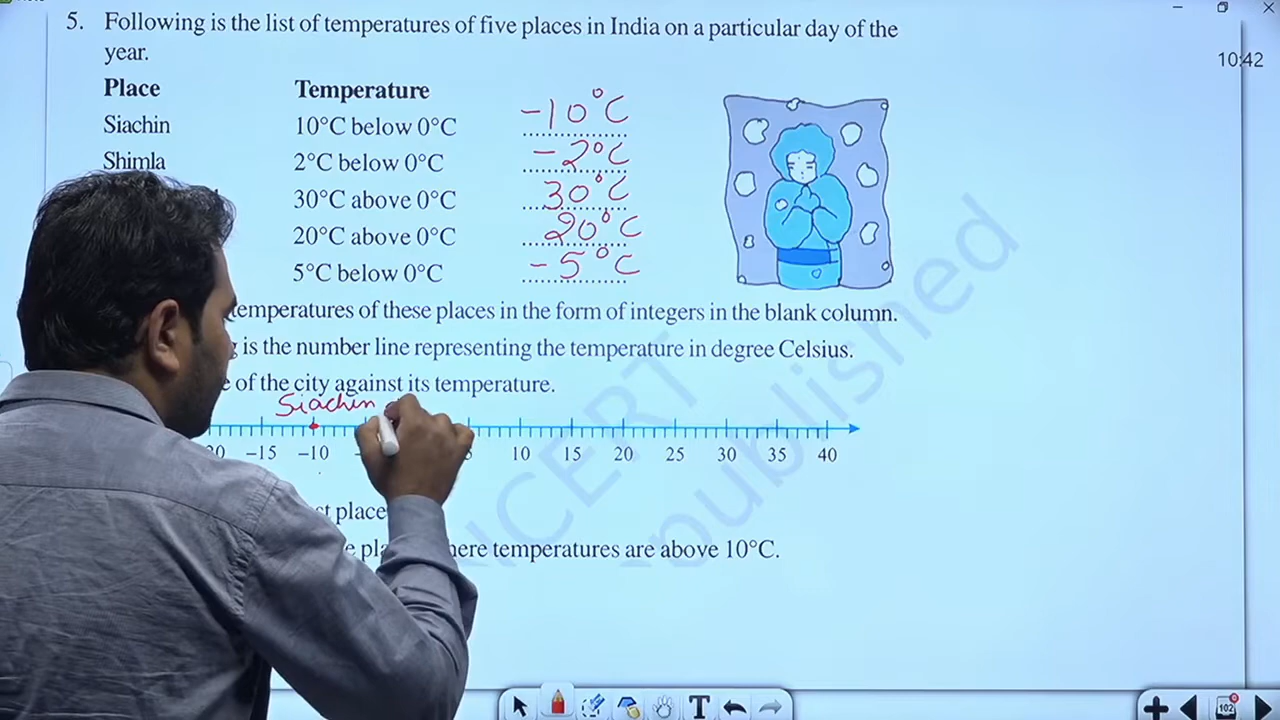 5. Following is the list of temperatures of five places in India on a particular day of the
year.
10:42
Place Temperature
Siachin 10°C below 0°C −10°C
Shimla 2°C below 0°C −2°C
30°C above 0°C 30°C
20°C above 0°C 20°C
5°C below 0°C −5°C
temperatures of these places in the form of integers in the blank column.
is the number line representing the temperature in degree Celsius.
of the city against its temperature.
Siachin
−15 −10 10 15 20 25 30 35 40
place
here temperatures are above 10°C.
NCERT
republished
T
102